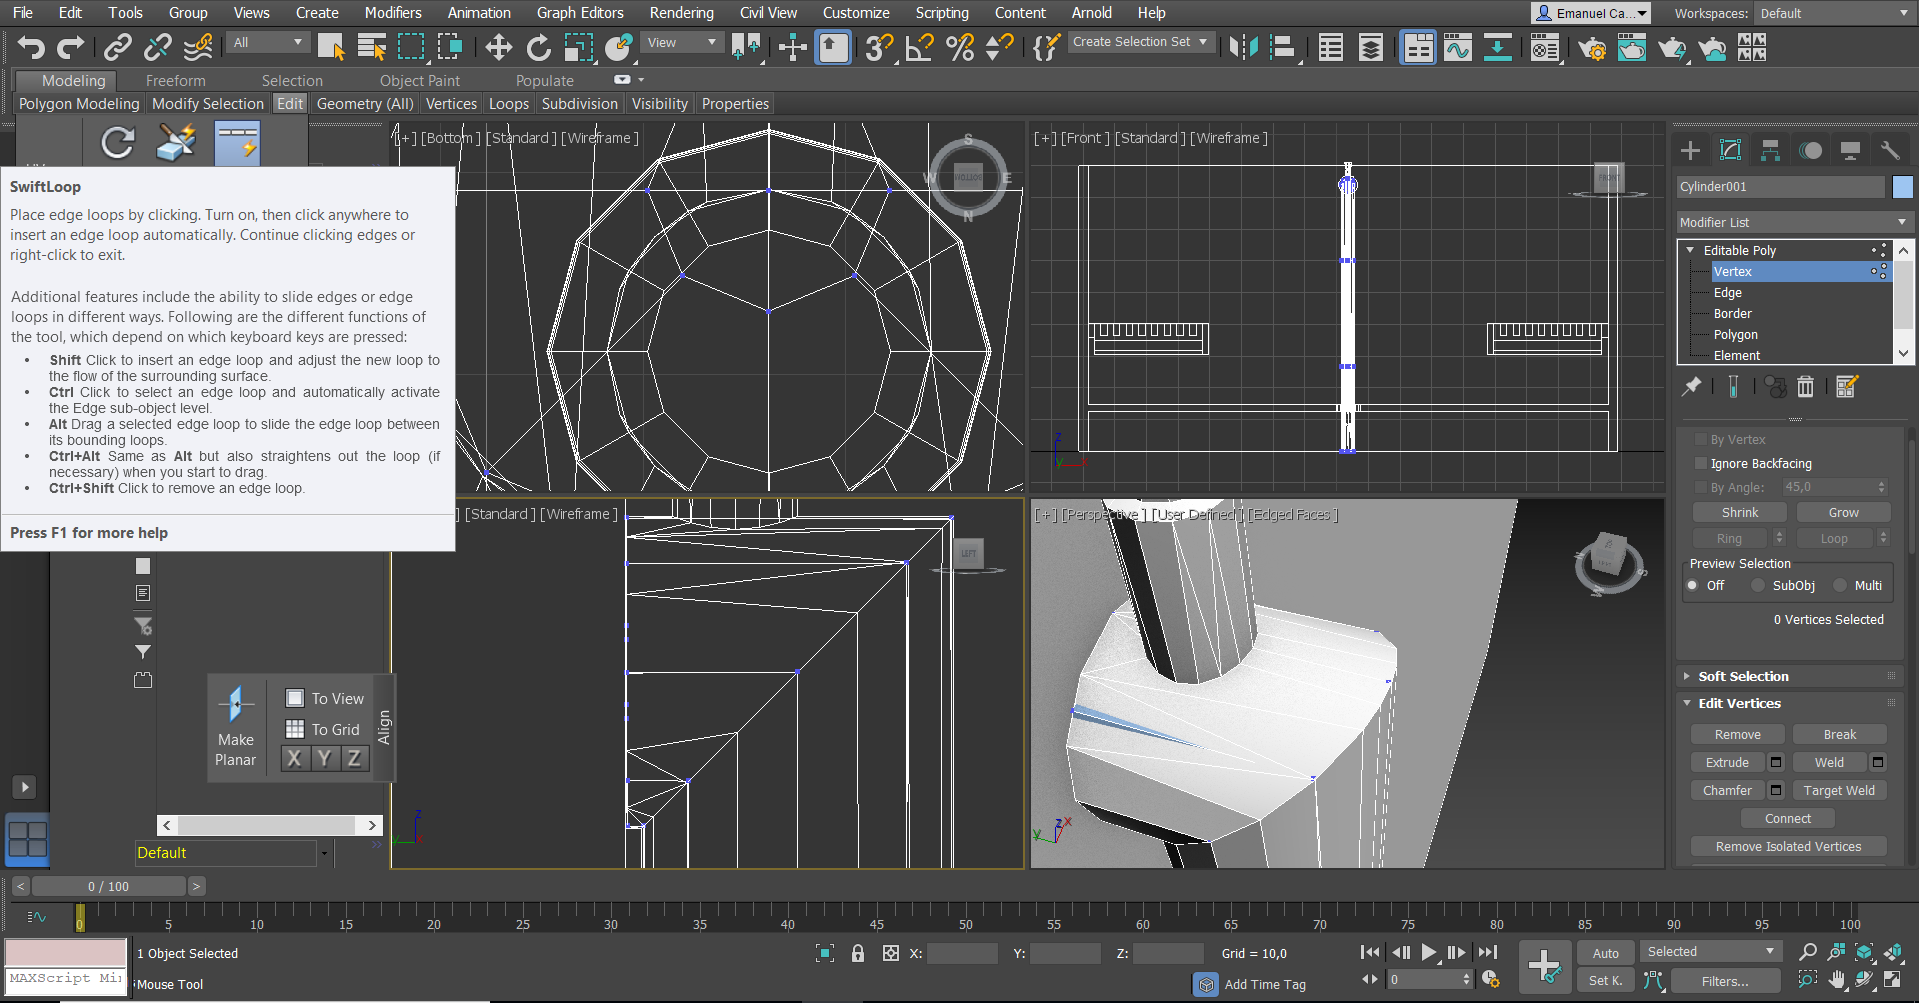 File Edit Tools Group Views Create Modifiers Animation Graph Editors Rendering Civil View Customize Scripting Content Arnold Help
Emanuel Ca... Workspaces: Default
All View Create Selection Set
Modeling Freeform Selection Object Paint Populate
Polygon Modeling Modify Selection Edit Geometry (All) Vertices Loops Subdivision Visibility Properties
[+] [Bottom ] [Standard ] [Wireframe ]
S
W E
N
[+] [Front ] [Standard ] [Wireframe ]
FRONT
SwiftLoop
Place edge loops by clicking. Turn on, then click anywhere to
insert an edge loop automatically. Continue clicking edges or
right-click to exit.
Additional features include the ability to slide edges or edge
loops in different ways. Following are the different functions of
the tool, which depend on which keyboard keys are pressed:
• Shift Click to insert an edge loop and adjust the new loop to
the flow of the surrounding surface.
• Ctrl Click to select an edge loop and automatically activate
the Edge sub-object level.
• Alt Drag a selected edge loop to slide the edge loop between
its bounding loops.
• Ctrl+Alt Same as Alt but also straightens out the loop (if
necessary) when you start to drag.
• Ctrl+Shift Click to remove an edge loop.
Press F1 for more help
] [Standard ] [Wireframe ]
LEFT
[+] [Perspective ] [User Defined ] [Edged Faces ]
Cylinder001
Modifier List
Editable Poly
Vertex
Edge
Border
Polygon
Element
By Vertex
Ignore Backfacing
By Angle: 45,0
Shrink Grow
Ring Loop
Preview Selection
Off SubObj Multi
0 Vertices Selected
Soft Selection
Edit Vertices
Remove Break
Extrude Weld
Chamfer Target Weld
Connect
Remove Isolated Vertices
Make
Planar
To View
To Grid
X Y Z
Align
Default
z
y x
z x
y
z
y x
< 0 / 100 >
0 5 10 15 20 25 30 35 40 45 50 55 60 65 70 75 80 85 90 95 100
1 Object Selected
X: Y: Z: Grid = 10,0
Auto Selected
MAXScript Mi
Mouse Tool
Add Time Tag
0
Set K. Filters...